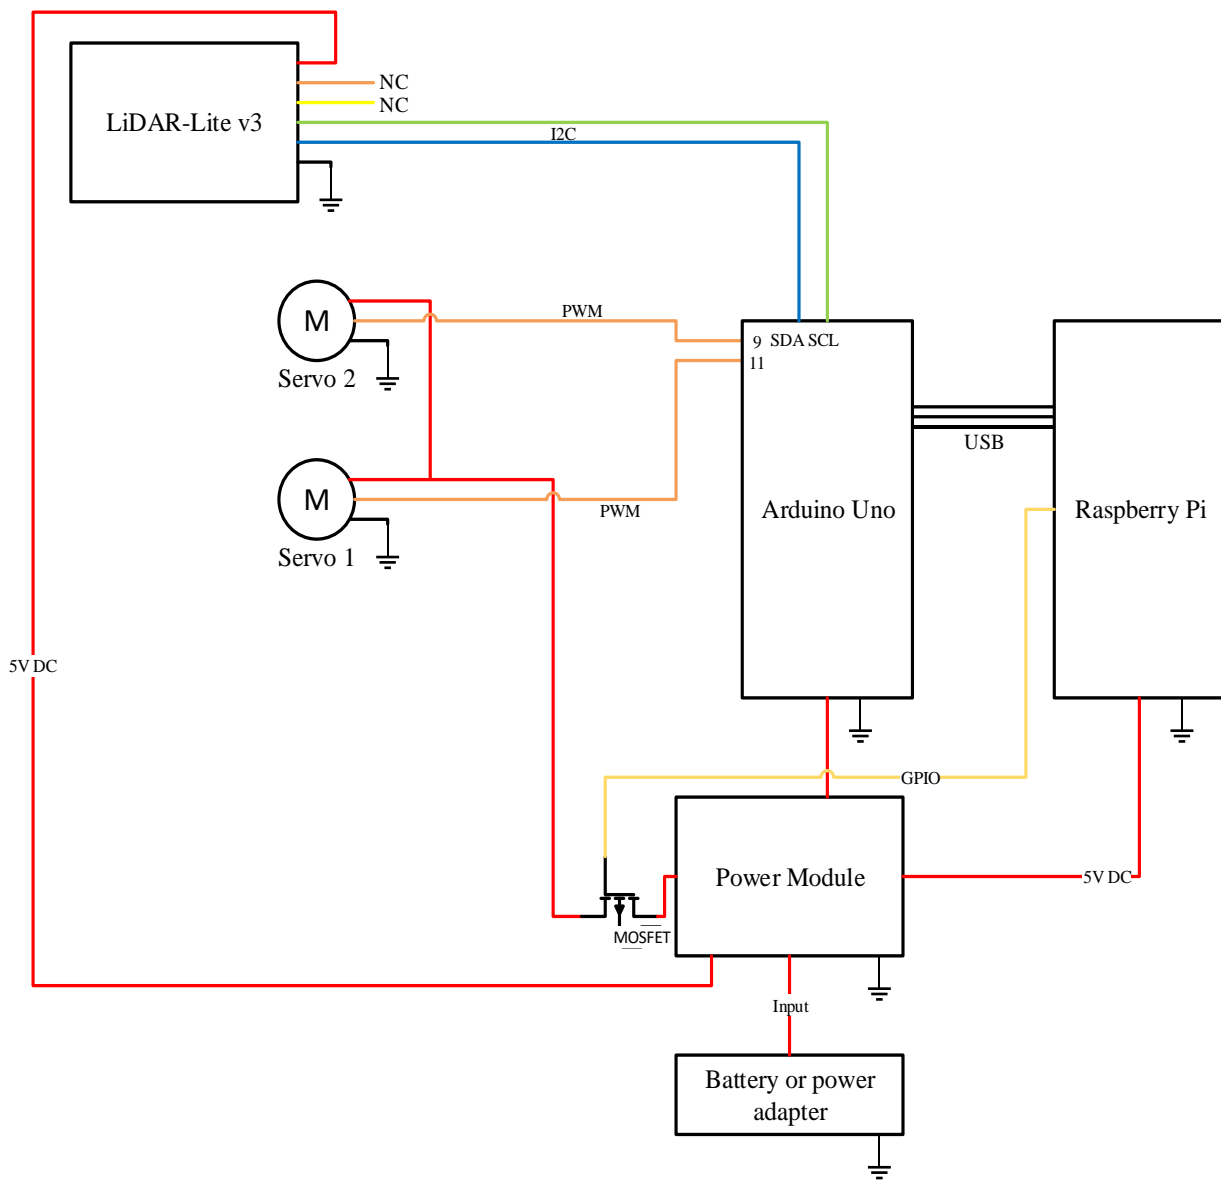 NC
NC
LiDAR-Lite v3
I2C
PWM
M
Servo 2
9 SDA SCL
11
USB
M
PWM
Servo 1
Arduino Uno
Raspberry Pi
5V DC
GPIO
Power Module
5V DC
MOSFET
Input
Battery or power
adapter